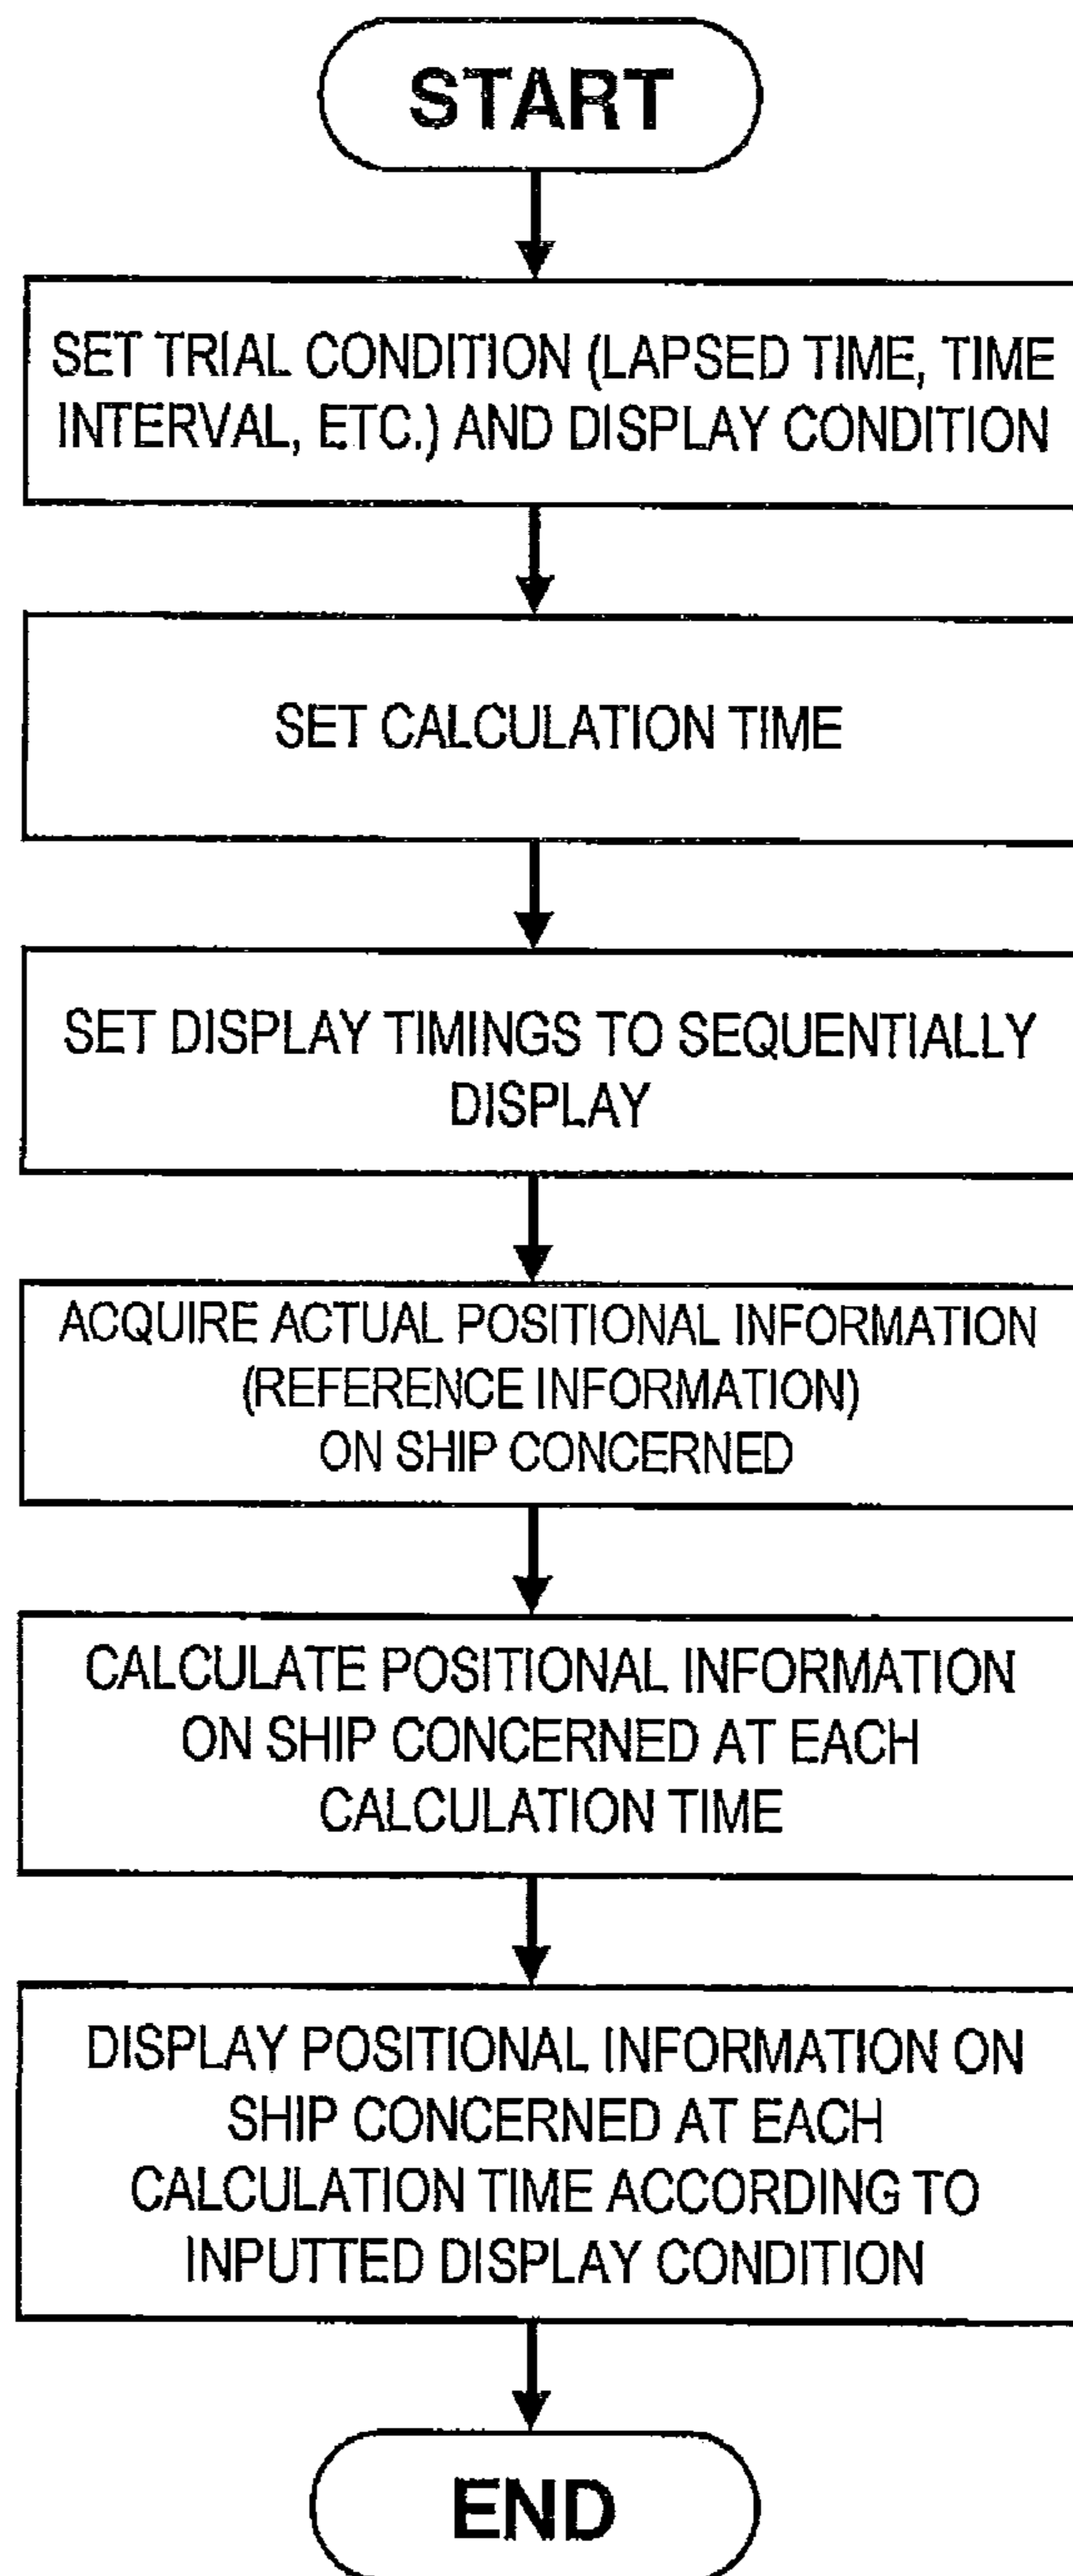 START
SET TRIAL CONDITION (LAPSED TIME, TIME
INTERVAL, ETC.) AND DISPLAY CONDITION
SET CALCULATION TIME
SET DISPLAY TIMINGS TO SEQUENTIALLY
DISPLAY
ACQUIRE ACTUAL POSITIONAL INFORMATION
(REFERENCE INFORMATION)
ON SHIP CONCERNED
CALCULATE POSITIONAL INFORMATION
ON SHIP CONCERNED AT EACH
CALCULATION TIME
DISPLAY POSITIONAL INFORMATION ON
SHIP CONCERNED AT EACH
CALCULATION TIME ACCORDING TO
INPUTTED DISPLAY CONDITION
END